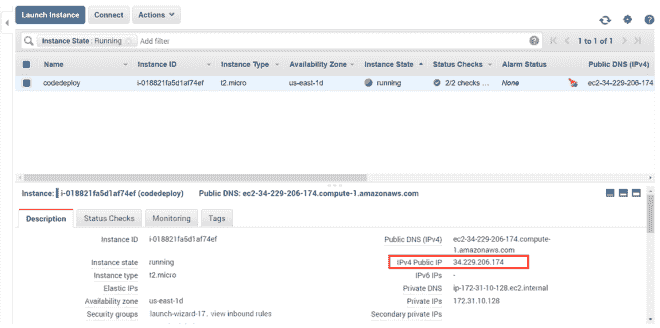 Launch Instance Connect Actions
Instance State : Running Add filter 1 to 1 of 1
Name Instance ID Instance Type Availability Zone Instance State Status Checks Alarm Status Public DNS (IPv4)
codedeploy i-018821fa5d1af74ef t2.micro us-east-1d running 2/2 checks ... None ec2-34-229-206-174
Instance: i-018821fa5d1af74ef (codedeploy) Public DNS: ec2-34-229-206-174.compute-1.amazonaws.com
Description Status Checks Monitoring Tags
Instance ID i-018821fa5d1af74ef Public DNS (IPv4) ec2-34-229-206-174.compute-
1.amazonaws.com
Instance state running IPv4 Public IP 34.229.206.174
Instance type t2.micro IPv6 IPs -
Elastic IPs Private DNS ip-172-31-10-128.ec2.internal
Availability zone us-east-1d Private IPs 172.31.10.128
Security groups launch-wizard-17. view inbound rules Secondary private IPs